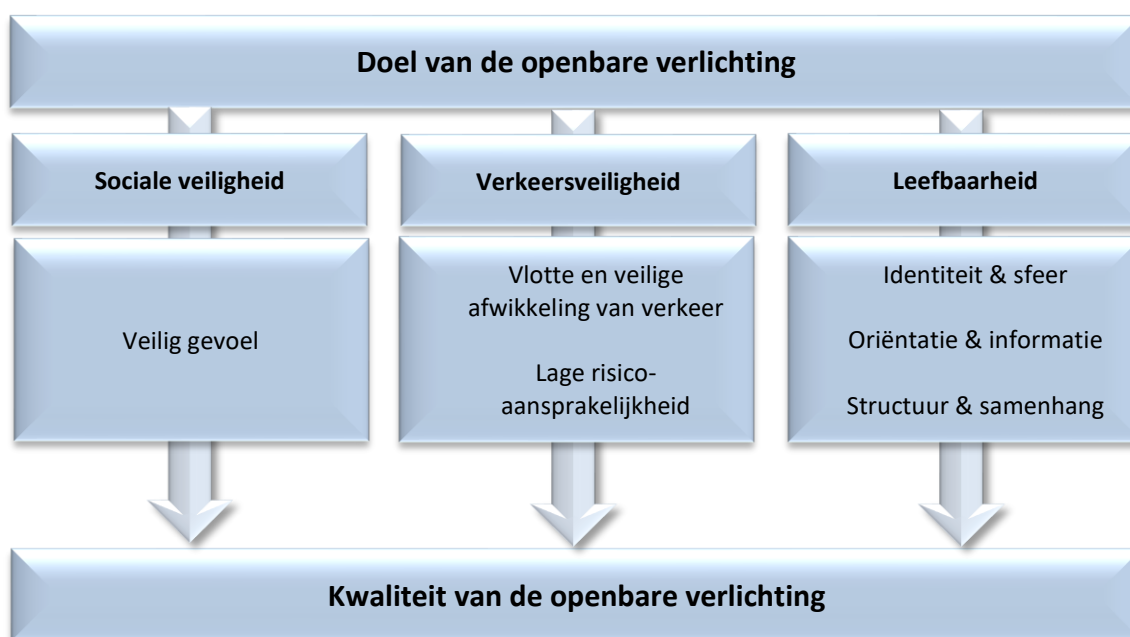 Doel van de openbare verlichting
Sociale veiligheid
Verkeersveiligheid
Leefbaarheid
Veilig gevoel
Vlotte en veilige
afwikkeling van verkeer
Lage risico-
aansprakelijkheid
Identiteit & sfeer
Oriëntatie & informatie
Structuur & samenhang
Kwaliteit van de openbare verlichting